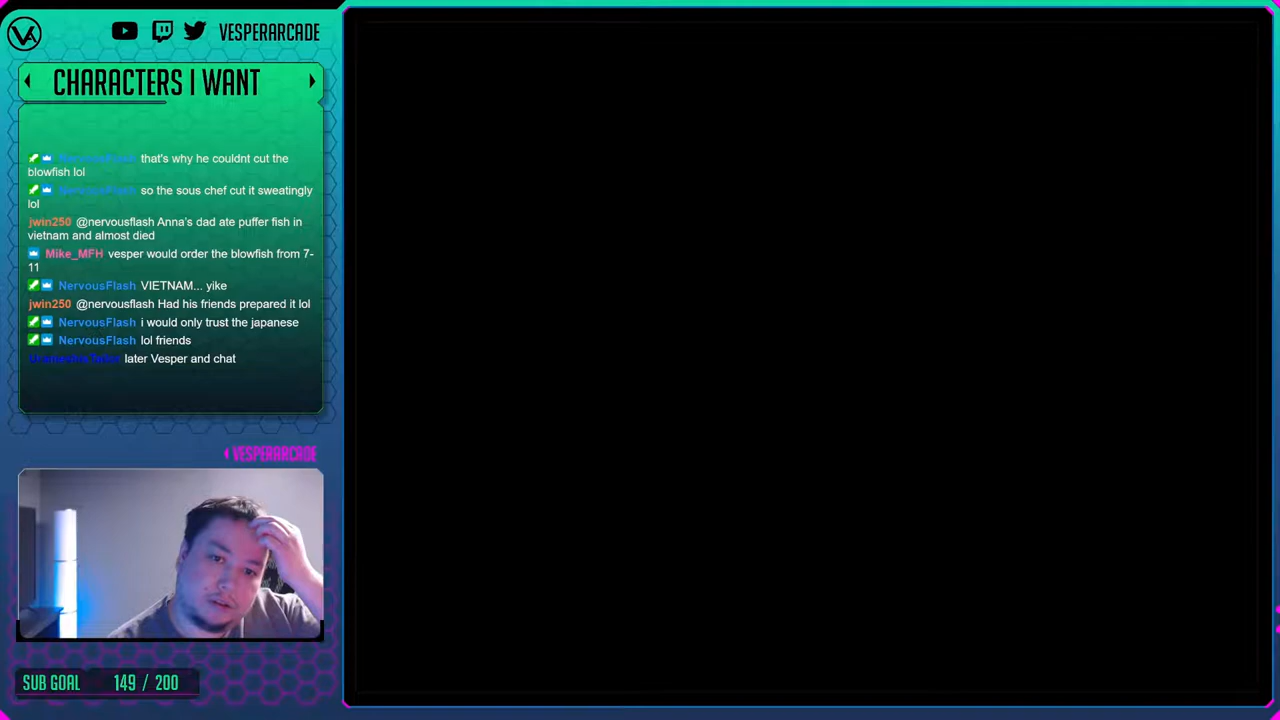 VESPERARCADE
CHARACTERS I WANT
NervousFlash that's why he couldnt cut the
blowfish lol
NervousFlash so the sous chef cut it sweatingly
lol
jwin250 @nervousflash Anna's dad ate puffer fish in
vietnam and almost died
Mike_MFH vesper would order the blowfish from 7-
11
NervousFlash VIETNAM... yike
jwin250 @nervousflash Had his friends prepared it lol
NervousFlash i would only trust the japanese
NervousFlash lol friends
later Vesper and chat
VESPERARCADE
SUB GOAL 149 / 200